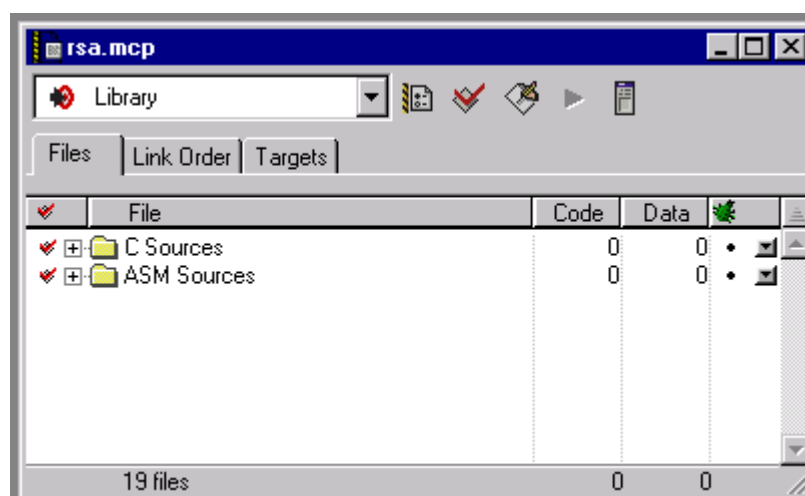 rsa.mcp
Library
Files Link Order Targets
File Code Data
C Sources 0 0
ASM Sources 0 0
19 files 0 0